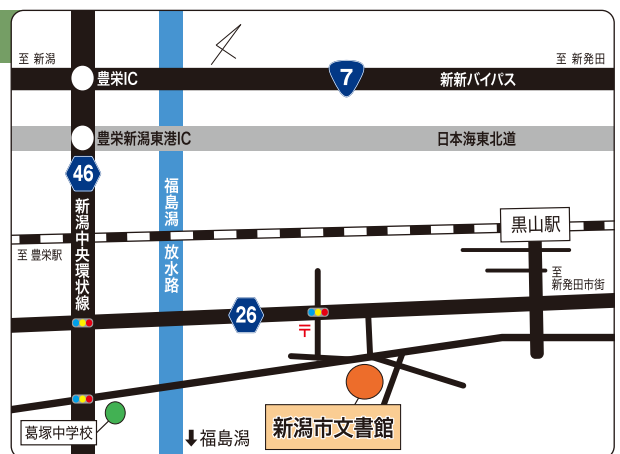 至 新潟
至 新発田
豊栄IC
7
新新バイパス
豊栄新潟東港IC
日本海東北道
46
新潟中央環状線
福島潟 放水路
黒山駅
至 豊栄駅
至
新発田市街
26
〒
葛塚中学校
↓福島潟
新潟市文書館